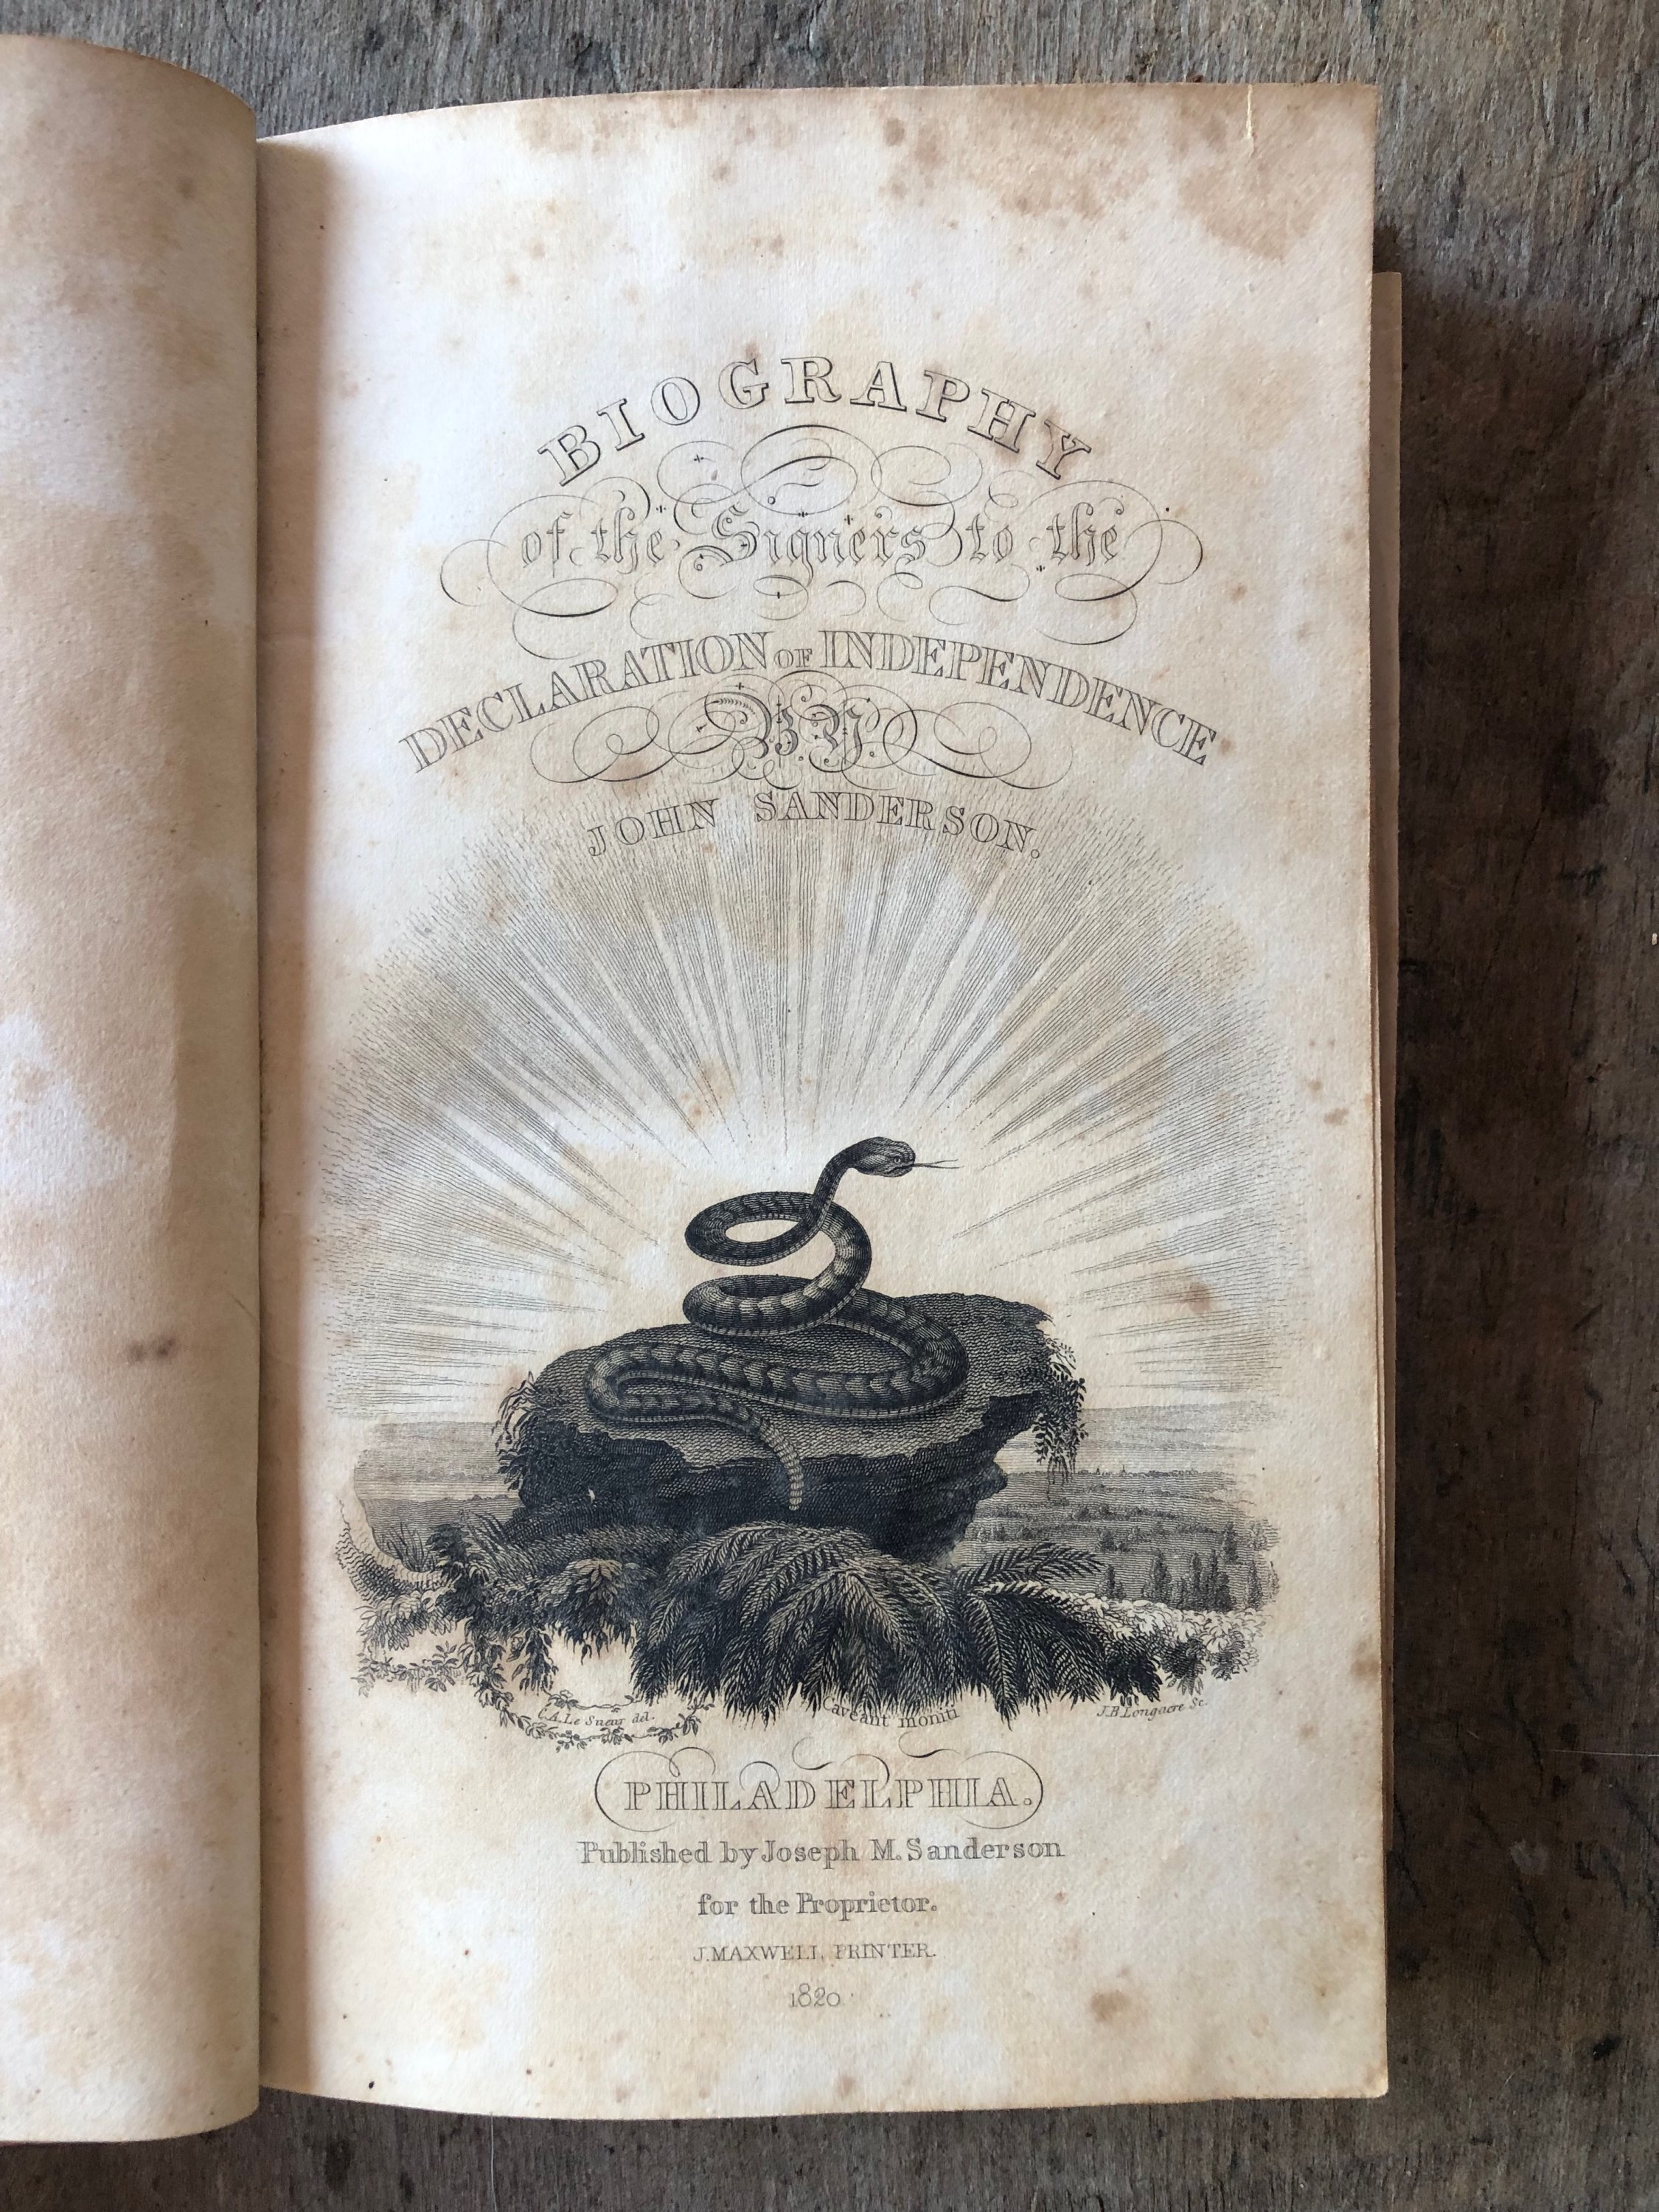 BIOGRAPHY
of the Signers to the
DECLARATION OF INDEPENDENCE
BY
JOHN SANDERSON.
C.A. Le Sueur del.
Caveant moniti
J.B. Longacre Sc.
PHILADELPHIA.
Published by Joseph M. Sanderson
for the Proprietor.
J. MAXWELL, PRINTER.
1820